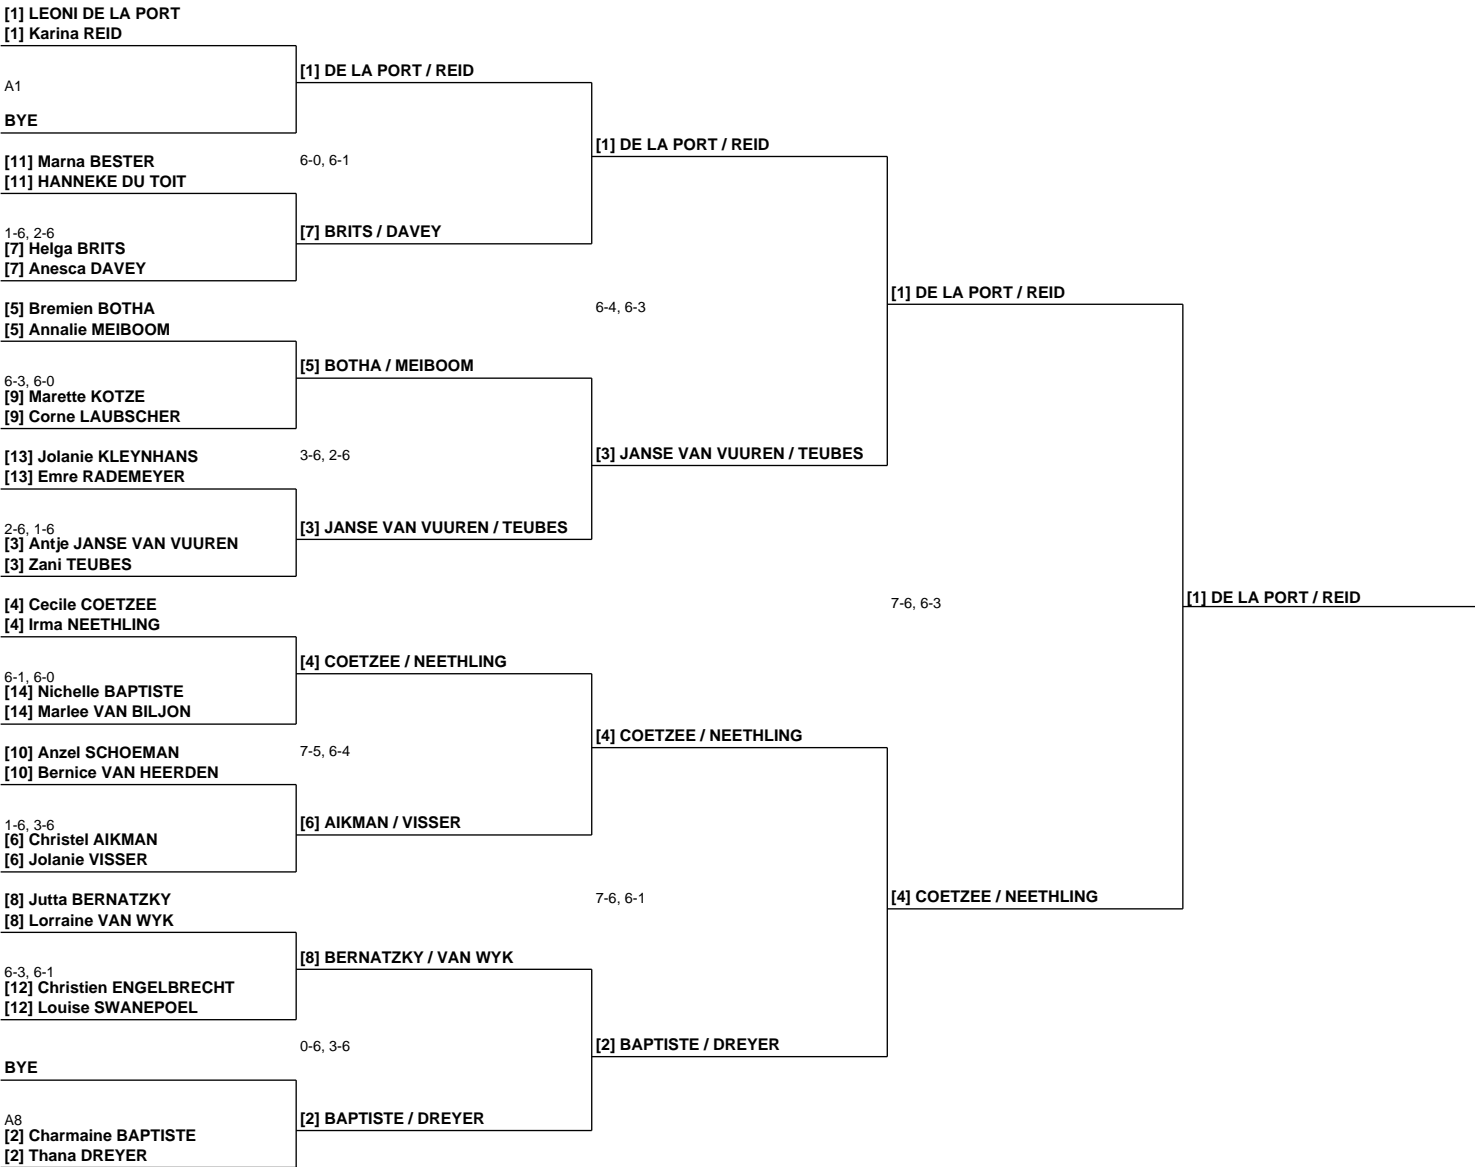 [1] LEONI DE LA PORT
[1] Karina REID
[1] DE LA PORT / REID
A1
BYE
[1] DE LA PORT / REID
[11] Marna BESTER
6-0, 6-1
[11] HANNEKE DU TOIT
1-6, 2-6
[7] BRITS / DAVEY
[7] Helga BRITS
[7] Anesca DAVEY
[1] DE LA PORT / REID
[5] Bremien BOTHA
6-4, 6-3
[5] Annalie MEIBOOM
[5] BOTHA / MEIBOOM
6-3, 6-0
[9] Marette KOTZE
[9] Corne LAUBSCHER
[3] JANSE VAN VUUREN / TEUBES
[13] Jolanie KLEYNHANS
3-6, 2-6
[13] Emre RADEMEYER
2-6, 1-6
[3] JANSE VAN VUUREN / TEUBES
[3] Antje JANSE VAN VUUREN
[3] Zani TEUBES
[1] DE LA PORT / REID
[4] Cecile COETZEE
7-6, 6-3
[4] Irma NEETHLING
[4] COETZEE / NEETHLING
6-1, 6-0
[14] Nichelle BAPTISTE
[14] Marlee VAN BILJON
[4] COETZEE / NEETHLING
[10] Anzel SCHOEMAN
7-5, 6-4
[10] Bernice VAN HEERDEN
1-6, 3-6
[6] AIKMAN / VISSER
[6] Christel AIKMAN
[6] Jolanie VISSER
[8] Jutta BERNATZKY
7-6, 6-1
[4] COETZEE / NEETHLING
[8] Lorraine VAN WYK
[8] BERNATZKY / VAN WYK
6-3, 6-1
[12] Christien ENGELBRECHT
[12] Louise SWANEPOEL
0-6, 3-6
[2] BAPTISTE / DREYER
BYE
A8
[2] BAPTISTE / DREYER
[2] Charmaine BAPTISTE
[2] Thana DREYER